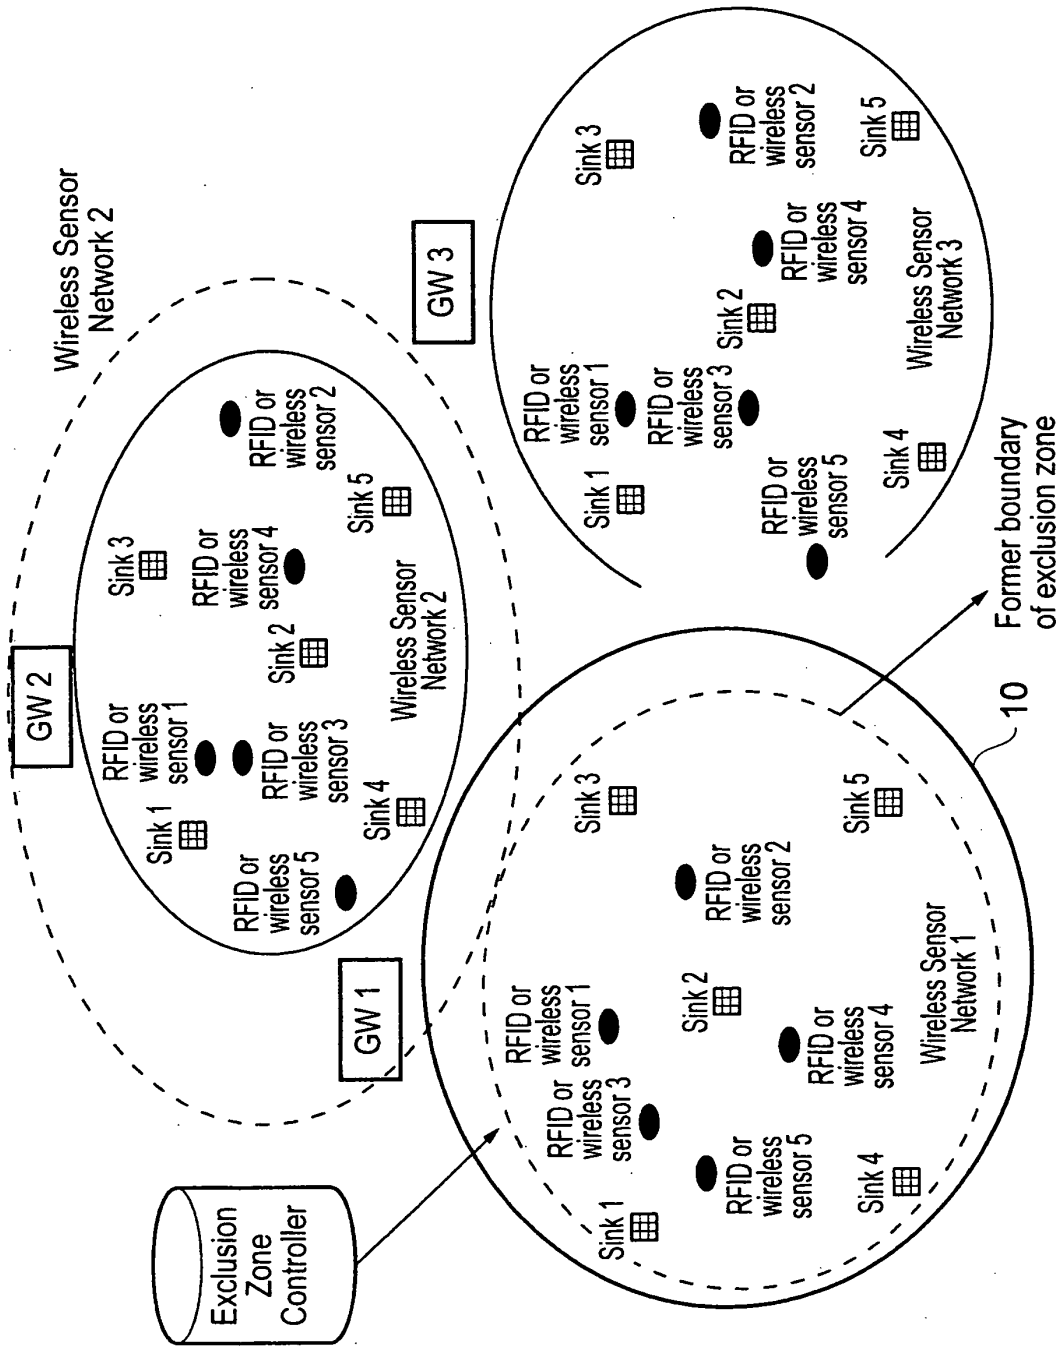 Exclusion
Zone
Controller
GW 1
GW 2
GW 3
Wireless Sensor
Network 2
Sink 1
RFID or
wireless
sensor 1
RFID or
wireless
sensor 3
RFID or
wireless
sensor 5
Sink 4
Sink 2
Sink 3
RFID or
wireless
sensor 4
Wireless Sensor
Network 2
RFID or
wireless
sensor 2
Sink 5
Sink 1
RFID or
wireless
sensor 3
RFID or
wireless
sensor 1
RFID or
wireless
sensor 5
Sink 4
Sink 2
RFID or
wireless
sensor 4
RFID or
wireless
sensor 2
Sink 3
Sink 5
Wireless Sensor
Network 1
10
Former boundary
of exclusion zone
Sink 1
RFID or
wireless
sensor 1
RFID or
wireless
sensor 3
RFID or
wireless
sensor 5
Sink 4
Sink 2
RFID or
wireless
sensor 4
Wireless Sensor
Network 3
Sink 3
RFID or
wireless
sensor 2
Sink 5